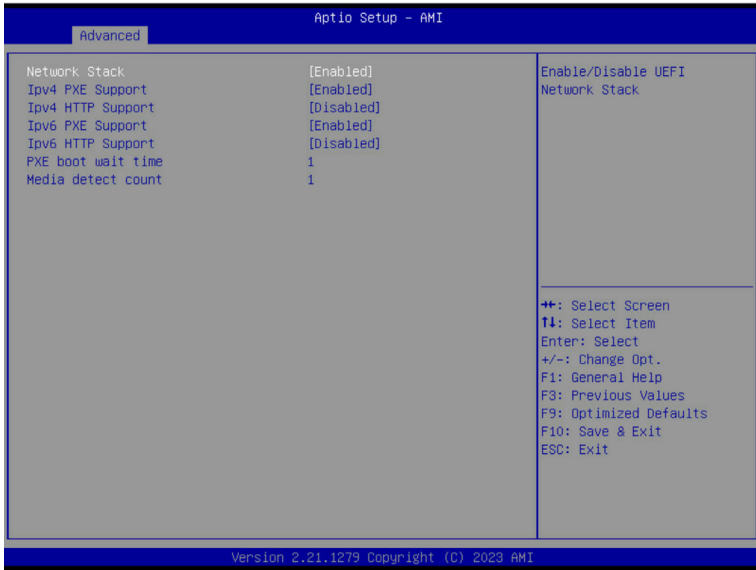 Aptio Setup - AMI
Advanced
Network Stack [Enabled]
Ipv4 PXE Support [Enabled]
Ipv4 HTTP Support [Disabled]
Ipv6 PXE Support [Enabled]
Ipv6 HTTP Support [Disabled]
PXE boot wait time 1
Media detect count 1
Enable/Disable UEFI
Network Stack
→←: Select Screen
↑↓: Select Item
Enter: Select
+/-: Change Opt.
F1: General Help
F3: Previous Values
F9: Optimized Defaults
F10: Save & Exit
ESC: Exit
Version 2.21.1279 Copyright (C) 2023 AMI